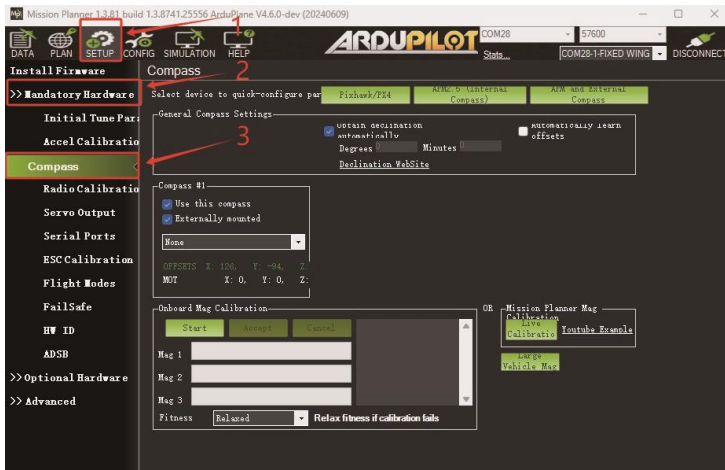 Mission Planner 1.3.81 build 1.3.8741.25556 ArduPlane V4.6.0-dev (20240609)
1
DATA
PLAN
SETUP
CONFIG
SIMULATION
HELP
ARDUPILOT
COM28
57600
Stats...
COM28-1-FIXED WING
DISCONNECT
Install Firmware
Compass
2
>> Mandatory Hardware
Select device to quick-configure par
Pixhawk/PX4
APM2.5 (Internal
Compass)
APM and External
Compass
Initial Tune Par
General Compass Settings
Obtain declination
automatically
Automatically learn
offsets
Accel Calibratio
3
Degrees 0
Minutes 0
Declination WebSite
Compass
Radio Calibratio
Compass #1
Use this compass
Externally mounted
Servo Output
Serial Ports
None
ESC Calibration
OFFSETS X: 126, Y: -94, Z:
MOT X: 0, Y: 0, Z:
Flight Modes
FailSafe
Onboard Mag Calibration
OR
Mission Planner Mag
Calibration
Start
Accept
Cancel
Live
Calibratio
Youtube Example
HW ID
Mag 1
Large
Vehicle Mag
ADSB
Mag 2
>> Optional Hardware
Mag 3
>> Advanced
Fitness
Relaxed
Relax fitness if calibration fails